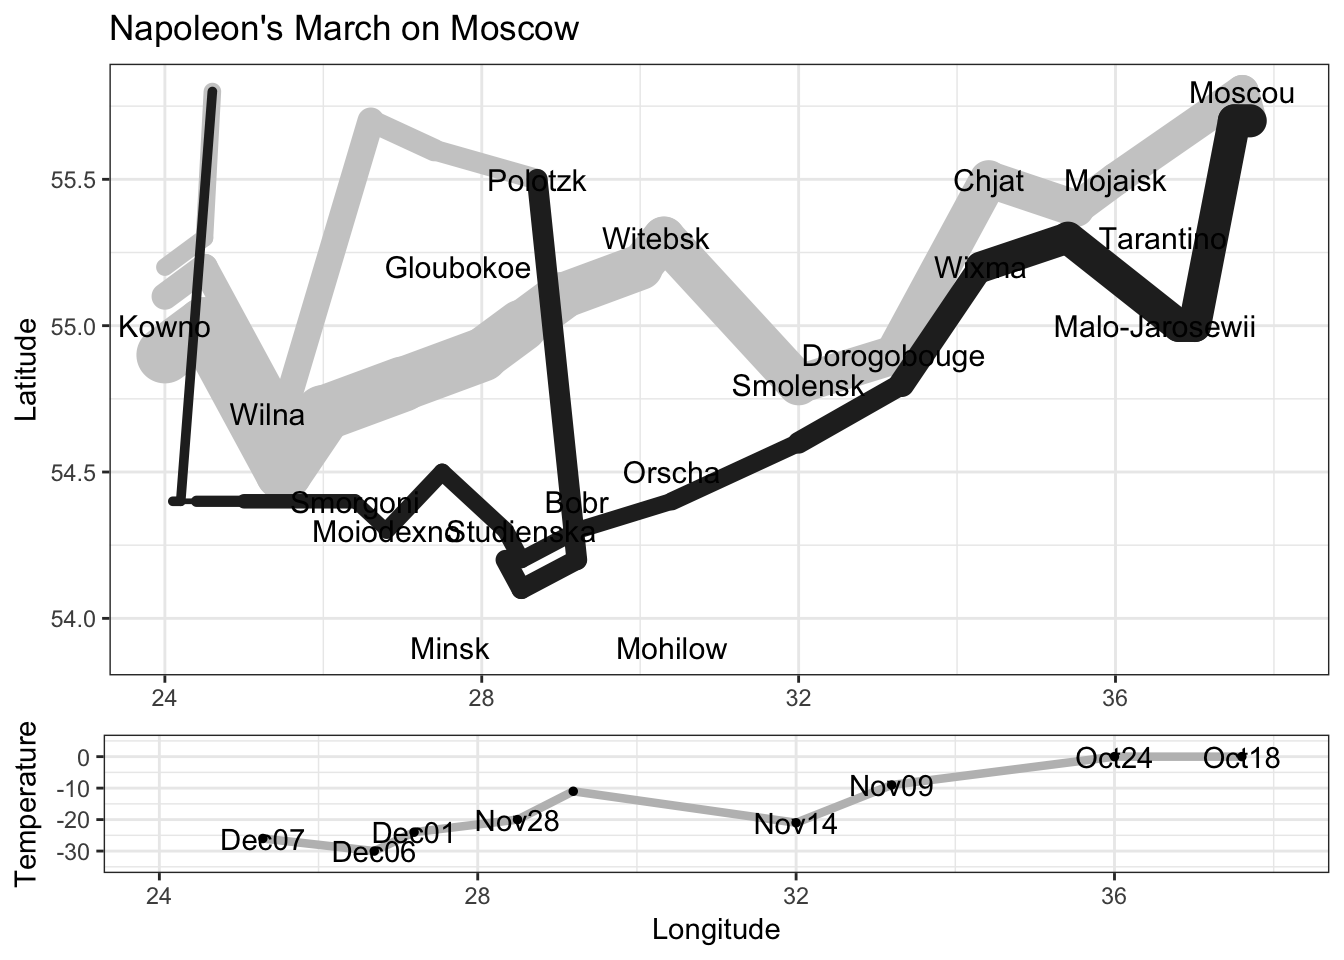 Napoleon's March on Moscow
Latitude
55.5
55.0
54.5
54.0
Moscou
Polotzk
Chjat
Mojaisk
Witebsk
Tarantino
Gloubokoe
Wixma
Kowno
Malo-Jarosewii
Dorogobouge
Smolensk
Wilna
Orscha
Smorgoni
Bobr
Moiodexno
Studienska
Minsk
Mohilow
24
28
32
36
Temperature
0
-10
-20
-30
Oct24
Oct18
Nov09
Nov28
Nov14
Dec01
Dec07
Dec06
24
28
32
36
Longitude